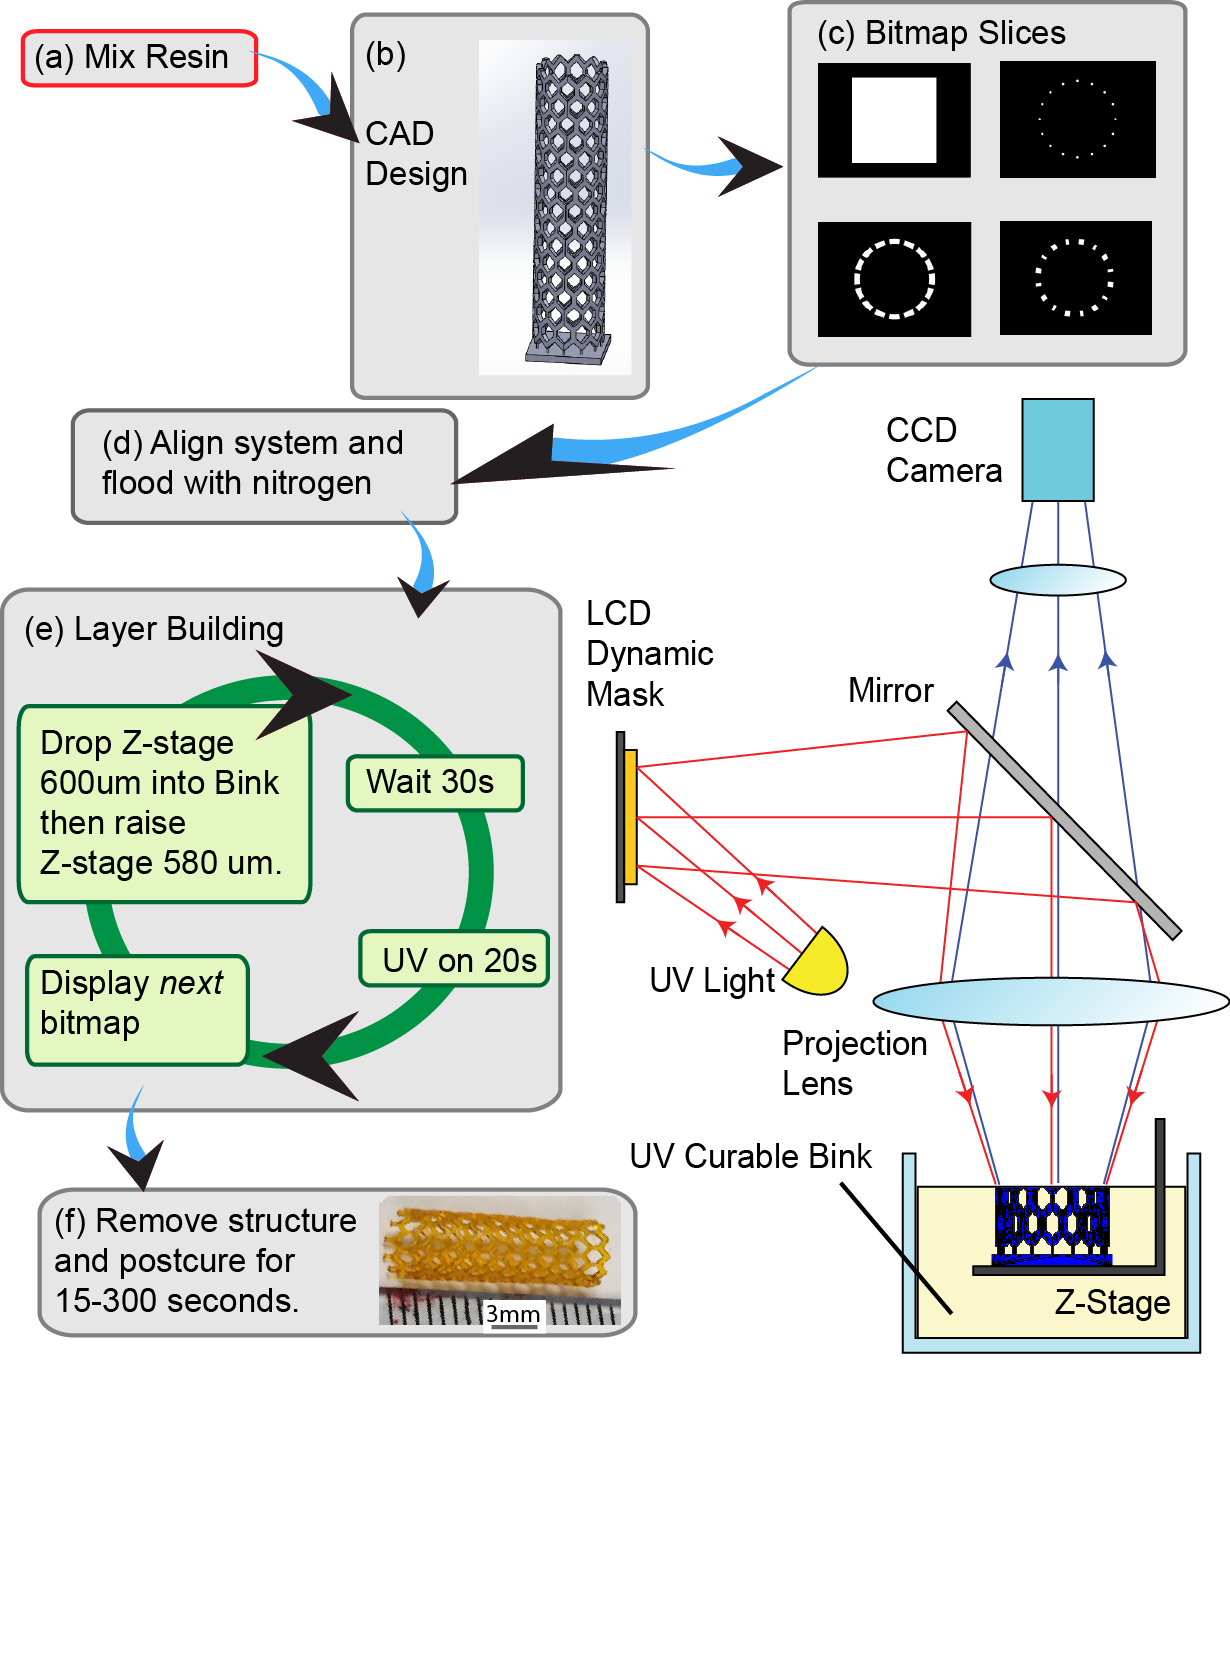 (a) Mix Resin
(b)
CAD
Design
(c) Bitmap Slices
(d) Align system and
flood with nitrogen
(e) Layer Building
Drop Z-stage
600um into Bink
then raise
Z-stage 580 um.
Wait 30s
UV on 20s
Display next
bitmap
(f) Remove structure
and postcure for
15-300 seconds.
3mm
CCD
Camera
LCD
Dynamic
Mask
Mirror
UV Light
Projection
Lens
UV Curable Bink
Z-Stage